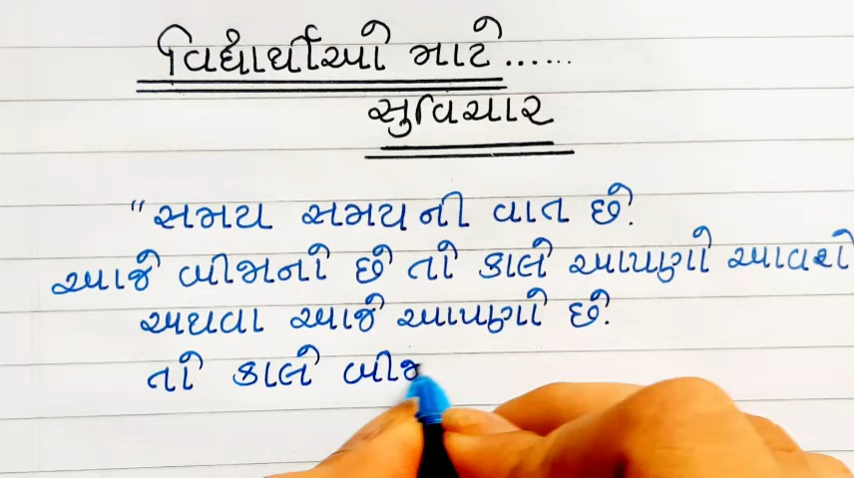 વિદ્યાર્થીઓ માટે......
સુવિચાર
"સમય સમયની વાત છે.
આજે બીજાનો છે તો કાલે આપણો આવશે
અથવા આજે આપણો છે.
તો કાલે બીજ